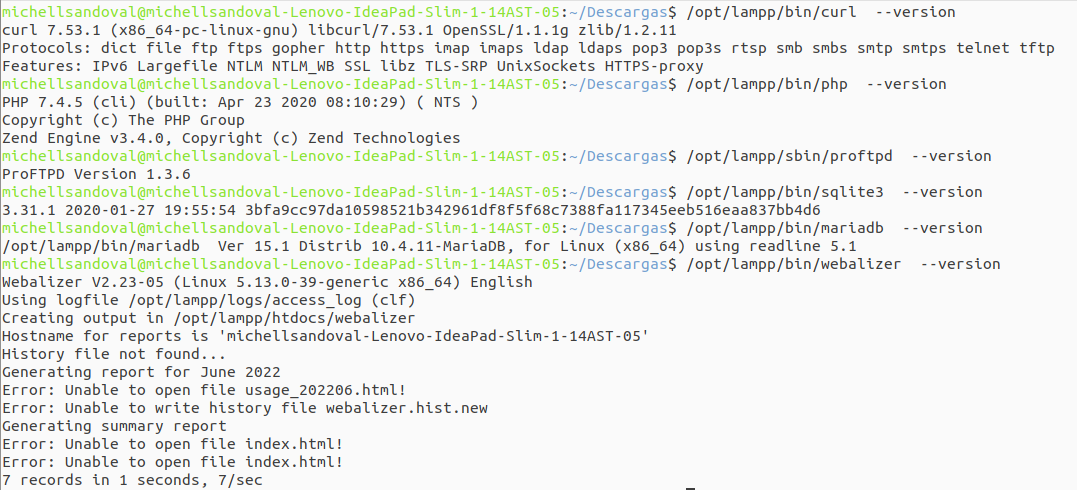 michellsandoval@michellsandoval-Lenovo-IdeaPad-Slim-1-14AST-05:~/Descargas$ /opt/lampp/bin/curl  --version
curl 7.53.1 (x86_64-pc-linux-gnu) libcurl/7.53.1 OpenSSL/1.1.1g zlib/1.2.11
Protocols: dict file ftp ftps gopher http https imap imaps ldap ldaps pop3 pop3s rtsp smb smbs smtp smtps telnet tftp
Features: IPv6 Largefile NTLM NTLM_WB SSL libz TLS-SRP UnixSockets HTTPS-proxy
michellsandoval@michellsandoval-Lenovo-IdeaPad-Slim-1-14AST-05:~/Descargas$ /opt/lampp/bin/php  --version
PHP 7.4.5 (cli) (built: Apr 23 2020 08:10:29) ( NTS )
Copyright (c) The PHP Group
Zend Engine v3.4.0, Copyright (c) Zend Technologies
michellsandoval@michellsandoval-Lenovo-IdeaPad-Slim-1-14AST-05:~/Descargas$ /opt/lampp/sbin/proftpd  --version
ProFTPD Version 1.3.6
michellsandoval@michellsandoval-Lenovo-IdeaPad-Slim-1-14AST-05:~/Descargas$ /opt/lampp/bin/sqlite3  --version
3.31.1 2020-01-27 19:55:54 3bfa9cc97da10598521b342961df8f5f68c7388fa117345eeb516eaa837bb4d6
michellsandoval@michellsandoval-Lenovo-IdeaPad-Slim-1-14AST-05:~/Descargas$ /opt/lampp/bin/mariadb  --version
/opt/lampp/bin/mariadb  Ver 15.1 Distrib 10.4.11-MariaDB, for Linux (x86_64) using readline 5.1
michellsandoval@michellsandoval-Lenovo-IdeaPad-Slim-1-14AST-05:~/Descargas$ /opt/lampp/bin/webalizer  --version
Webalizer V2.23-05 (Linux 5.13.0-39-generic x86_64) English
Using logfile /opt/lampp/logs/access_log (clf)
Creating output in /opt/lampp/htdocs/webalizer
Hostname for reports is 'michellsandoval-Lenovo-IdeaPad-Slim-1-14AST-05'
History file not found...
Generating report for June 2022
Error: Unable to open file usage_202206.html!
Error: Unable to write history file webalizer.hist.new
Generating summary report
Error: Unable to open file index.html!
Error: Unable to open file index.html!
7 records in 1 seconds, 7/sec